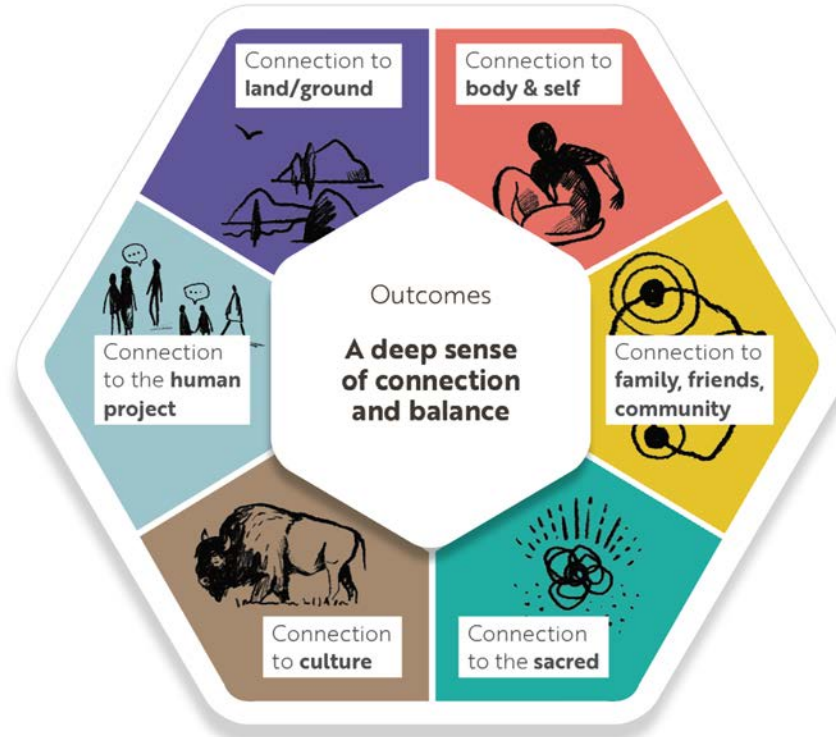 Connection to
land/ground
Connection to
body & self
Connection
to the human
project
Outcomes
A deep sense
of connection
and balance
Connection to
family, friends,
community
Connection
to culture
Connection
to the sacred